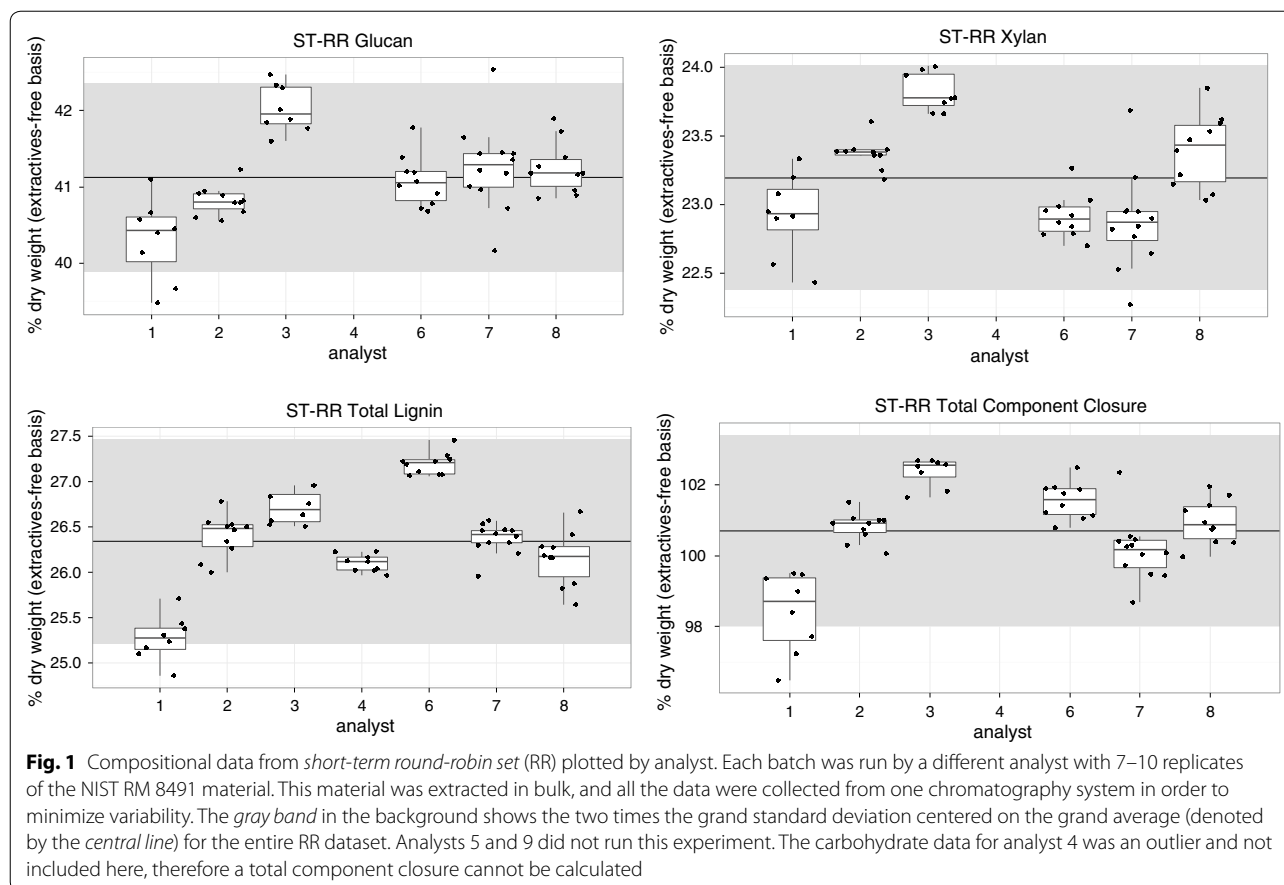 ST-RR Glucan
% dry weight (extractives-free basis)
42
41
40
1 2 3 6 7 8
analyst
ST-RR Xylan
% dry weight (extractives-free basis)
24.0
23.5
23.0
22.5
1 2 3 6 7 8
analyst
ST-RR Total Lignin
% dry weight (extractives-free basis)
27.5
27.0
26.5
26.0
25.5
25.0
1 2 3 4 6 7 8
analyst
ST-RR Total Component Closure
% dry weight (extractives-free basis)
102
100
98
1 2 3 6 7 8
analyst
Fig. 1 Compositional data from short-term round-robin set (RR) plotted by analyst. Each batch was run by a different analyst with 7–10 replicates
of the NIST RM 8491 material. This material was extracted in bulk, and all the data were collected from one chromatography system in order to
minimize variability. The gray band in the background shows the two times the grand standard deviation centered on the grand average (denoted
by the central line) for the entire RR dataset. Analysts 5 and 9 did not run this experiment. The carbohydrate data for analyst 4 was an outlier and not
included here, therefore a total component closure cannot be calculated